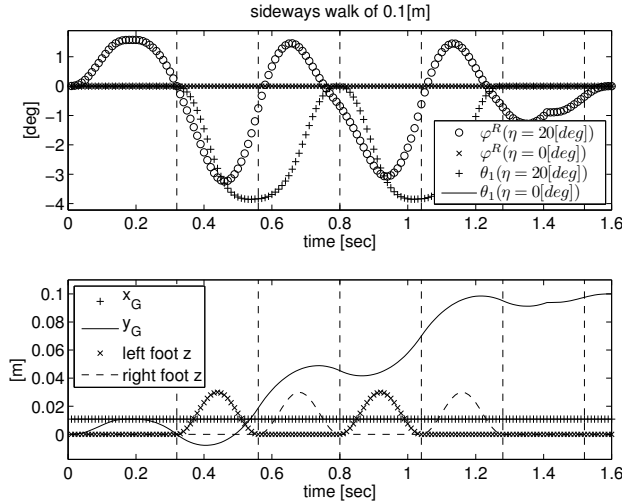 sideways walk of 0.1[m]
1
0
−1
−2
−3
−4
[deg]
φ^R(η = 20[deg])
φ^R(η = 0[deg])
θ_1(η = 20[deg])
θ_1(η = 0[deg])
0 0.2 0.4 0.6 0.8 1 1.2 1.4 1.6
time [sec]
0.1
0.08
0.06
0.04
0.02
0
[m]
x_G
y_G
left foot z
right foot z
0 0.2 0.4 0.6 0.8 1 1.2 1.4 1.6
time [sec]